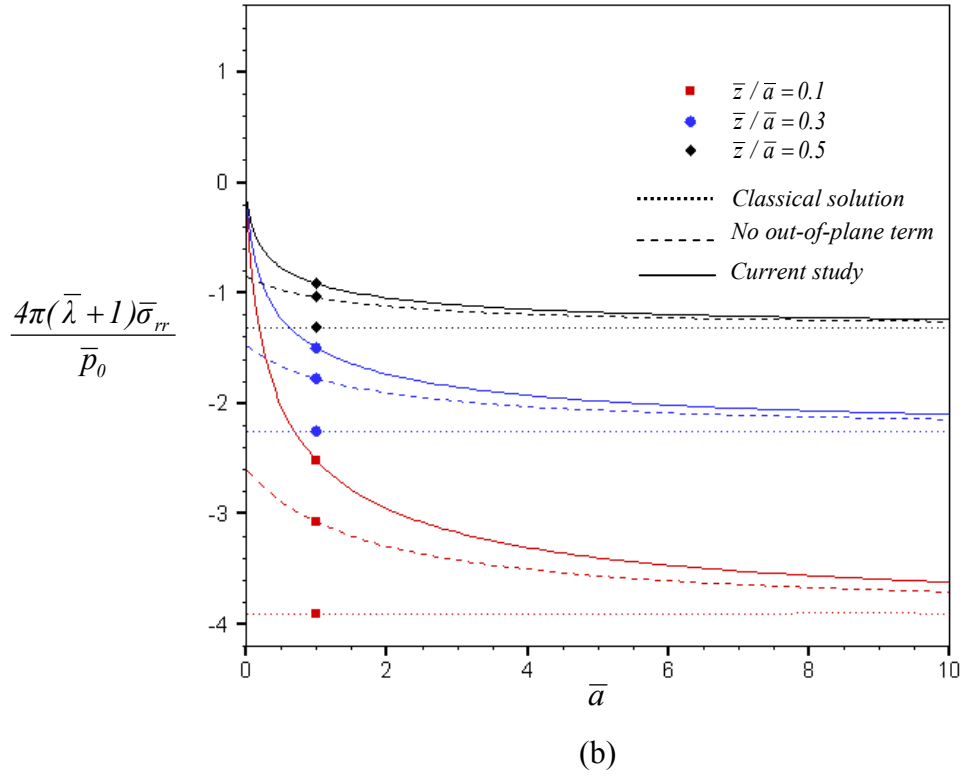 1
z̅ / a̅ = 0.1
z̅ / a̅ = 0.3
z̅ / a̅ = 0.5
0
Classical solution
No out-of-plane term
Current study
-1
4π(λ̅ + 1)σ̅rr
p̅0
-2
-3
-4
0 2 4 6 8 10
a̅
(b)